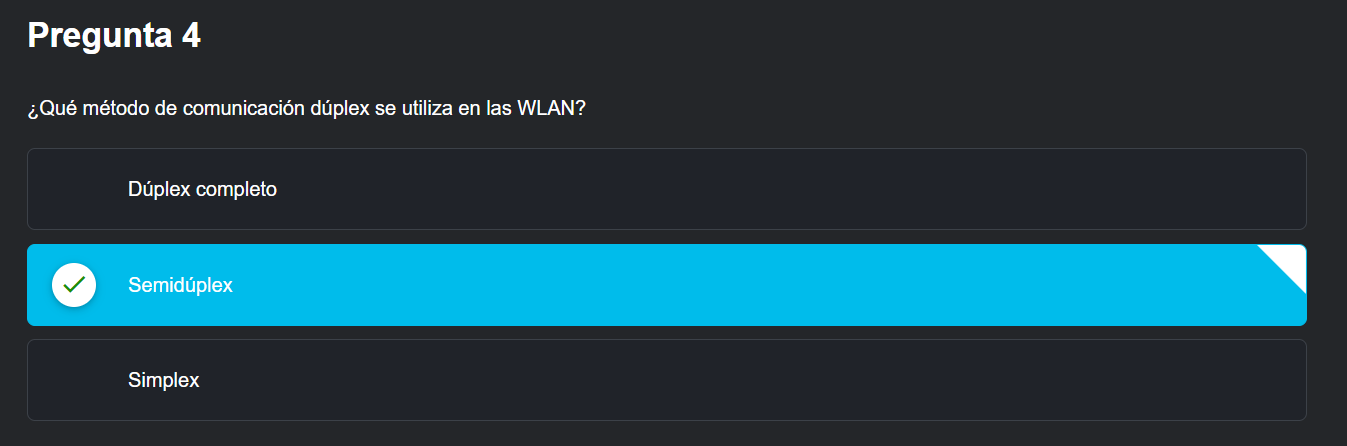 Pregunta 4
¿Qué método de comunicación dúplex se utiliza en las WLAN?
Dúplex completo
Semidúplex
Simplex